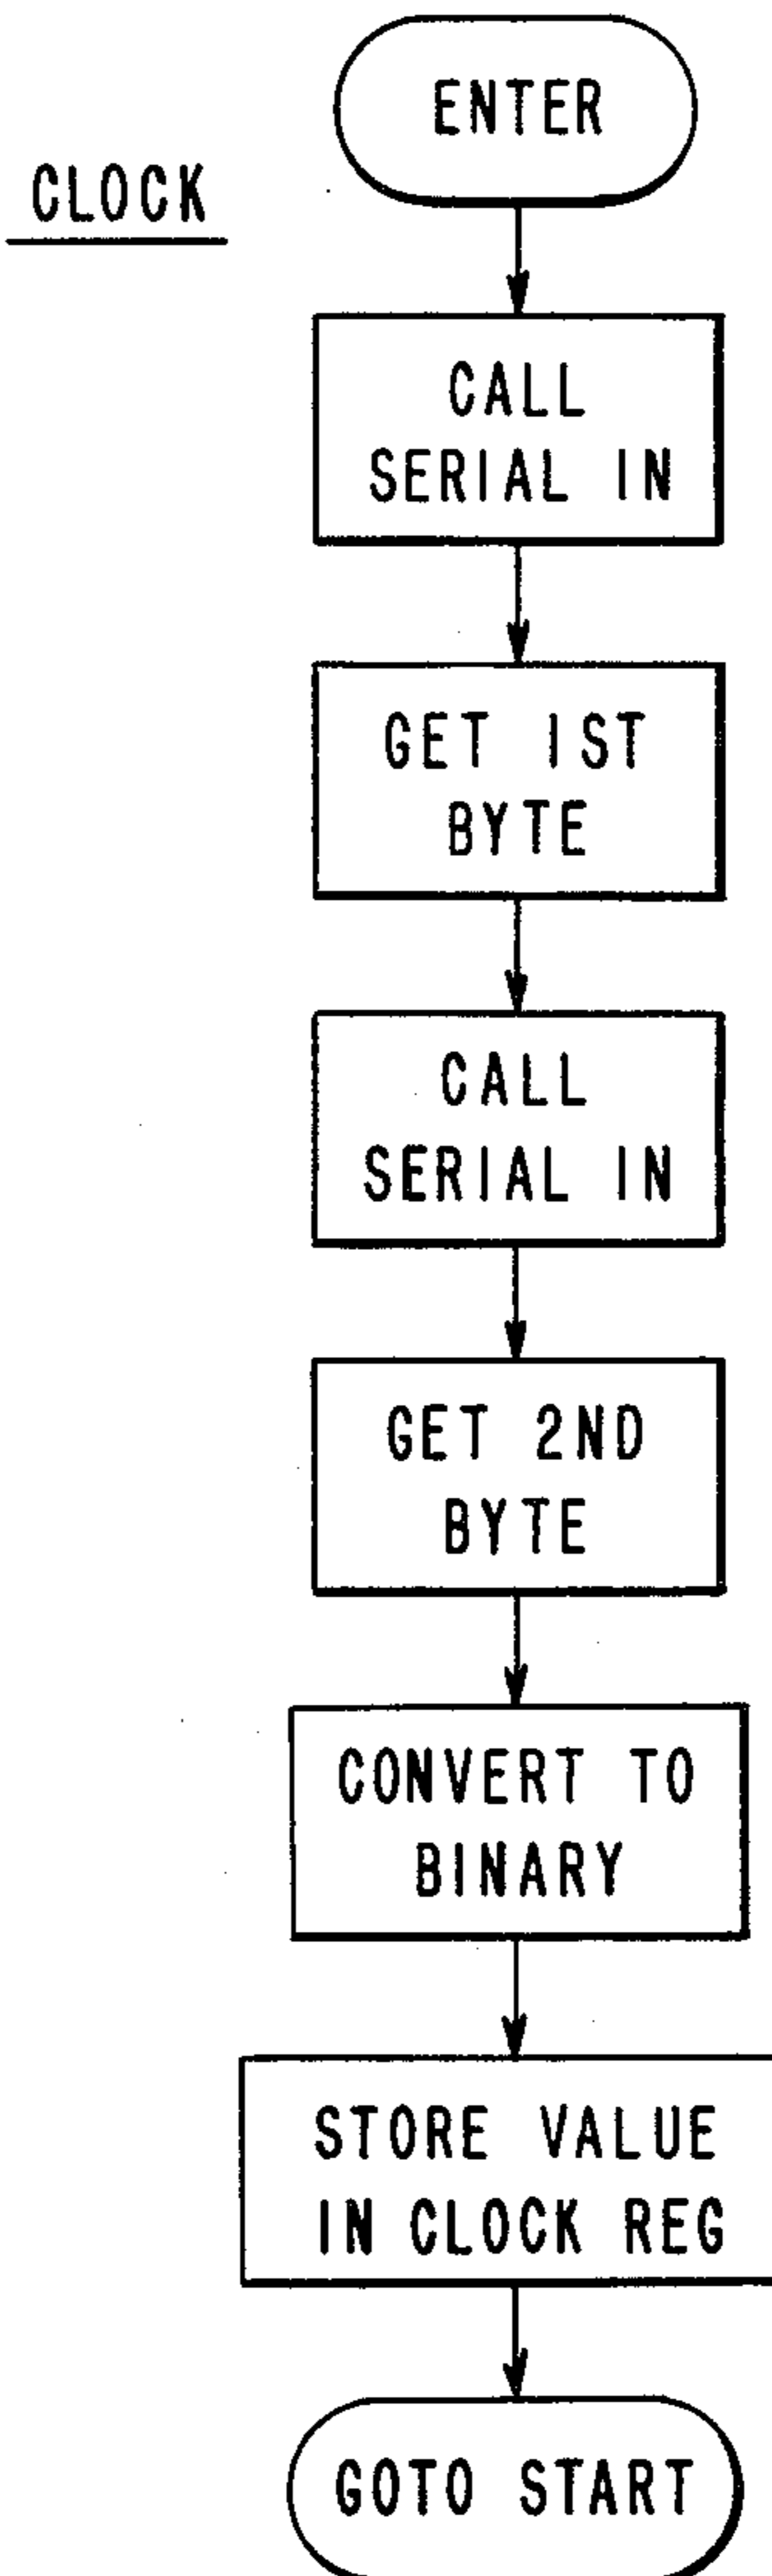 ENTER
CLOCK
CALL
SERIAL IN
GET 1ST
BYTE
CALL
SERIAL IN
GET 2ND
BYTE
CONVERT TO
BINARY
STORE VALUE
IN CLOCK REG
GOTO START